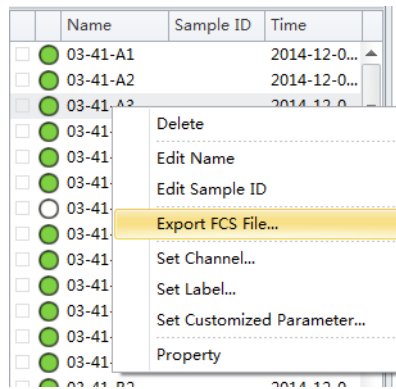 Name Sample ID Time
03-41-A1 2014-12-0...
03-41-A2 2014-12-0...
03-41-A3 2014-12-0
03-41- Delete
03-41- Edit Name
03-41- Edit Sample ID
03-41-
03-41- Export FCS File...
03-41- Set Channel...
03-41- Set Label...
03-41- Set Customized Parameter...
03-41- Property
03-41-B2 2014-12-0